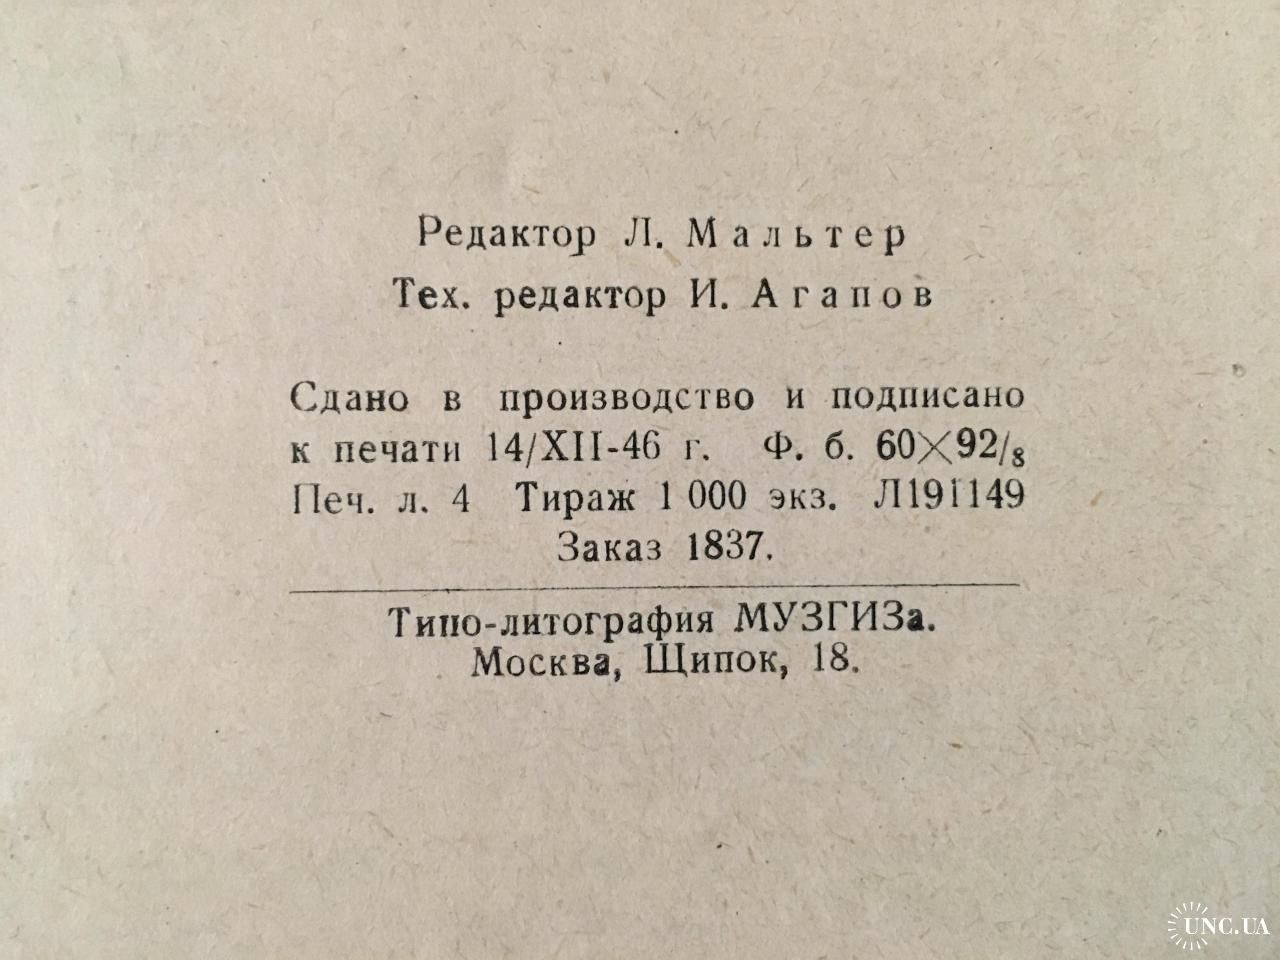 Редактор Л. Мальтер
Тех. редактор И. Агапов
Сдано в производство и подписано
к печати 14/XII-46 г. Ф. б. 60×92/8
Печ. л. 4 Тираж 1 000 экз. Л191149
Заказ 1837.
Типо-литография МУЗГИЗа.
Москва, Щипок, 18.
UNC.UA